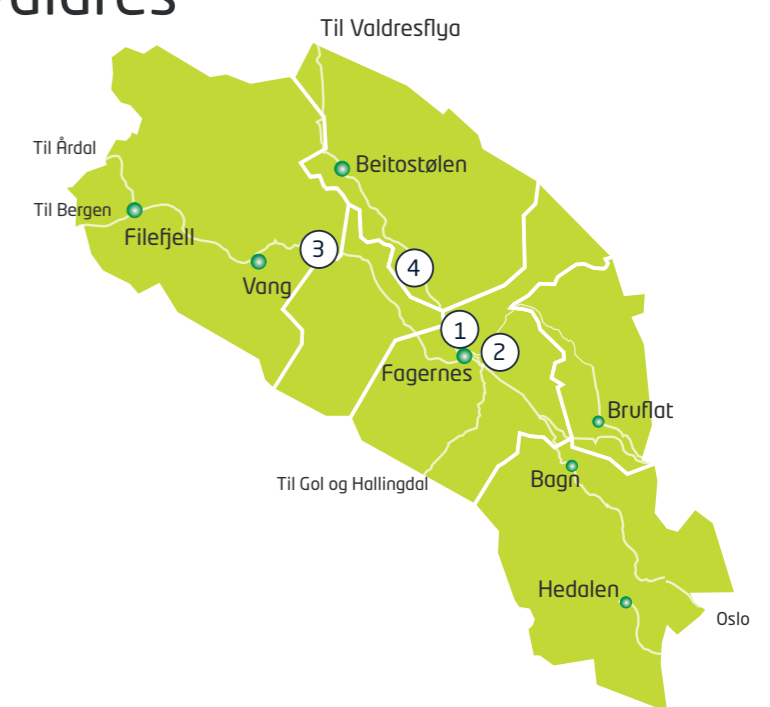 Til Valdresflya
Beitostølen
Til Årdal
Til Bergen
Filefjell
3
Vang
4
1
2
Fagernes
Bruflat
Bagn
Til Gol og Hallingdal
Hedalen
Oslo